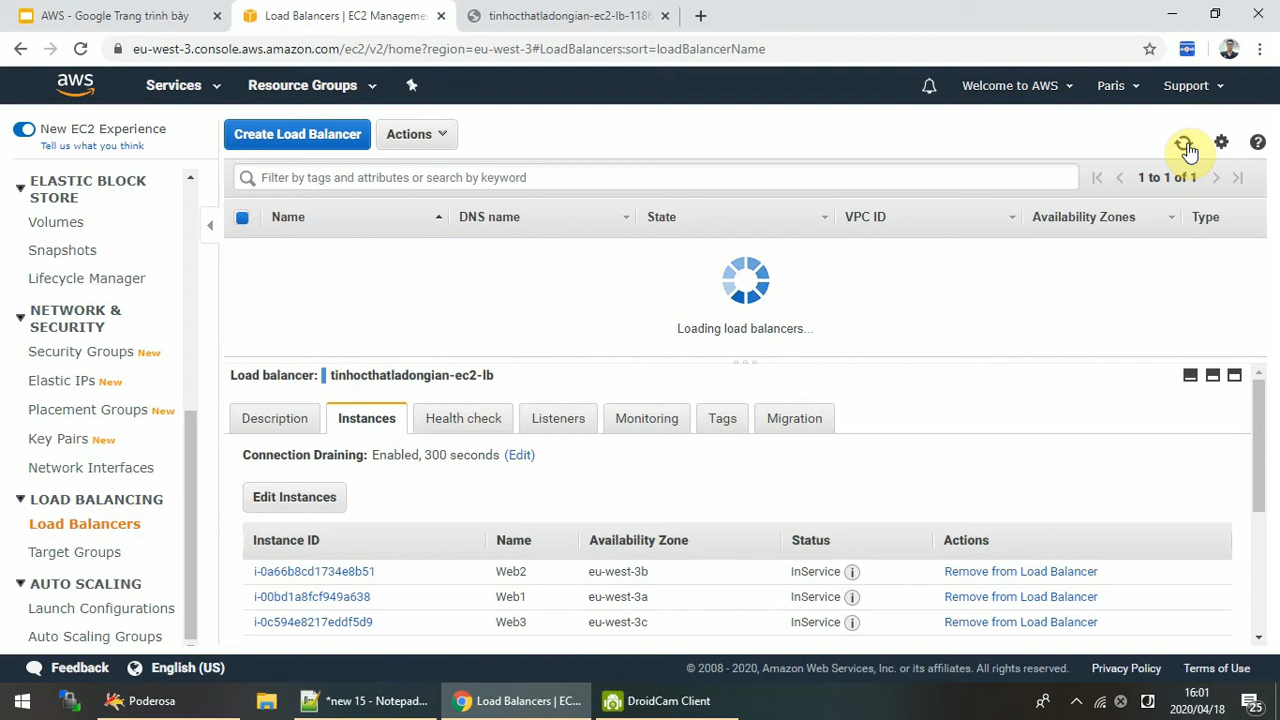 AWS - Google Trang trình bày
Load Balancers | EC2 Manageme
tinhocthatladongian-ec2-lb-1186
eu-west-3.console.aws.amazon.com/ec2/v2/home?region=eu-west-3#LoadBalancers:sort=loadBalancerName
aws
Services
Resource Groups
Welcome to AWS
Paris
Support
New EC2 Experience
Tell us what you think
ELASTIC BLOCK
STORE
Volumes
Snapshots
Lifecycle Manager
NETWORK &
SECURITY
Security Groups New
Elastic IPs New
Placement Groups New
Key Pairs New
Network Interfaces
LOAD BALANCING
Load Balancers
Target Groups
AUTO SCALING
Launch Configurations
Auto Scaling Groups
Create Load Balancer
Actions
Filter by tags and attributes or search by keyword
1 to 1 of 1
Name
DNS name
State
VPC ID
Availability Zones
Type
Loading load balancers...
Load balancer: tinhocthatladongian-ec2-lb
Description
Instances
Health check
Listeners
Monitoring
Tags
Migration
Connection Draining: Enabled, 300 seconds (Edit)
Edit Instances
Instance ID Name Availability Zone Status Actions
i-0a66b8cd1734e8b51 Web2 eu-west-3b InService Remove from Load Balancer
i-00bd1a8fcf949a638 Web1 eu-west-3a InService Remove from Load Balancer
i-0c594e8217eddf5d9 Web3 eu-west-3c InService Remove from Load Balancer
Feedback
English (US)
© 2008 - 2020, Amazon Web Services, Inc. or its affiliates. All rights reserved.
Privacy Policy
Terms of Use
Poderosa
*new 15 - Notepad...
Load Balancers | EC...
DroidCam Client
16:01
2020/04/18
25